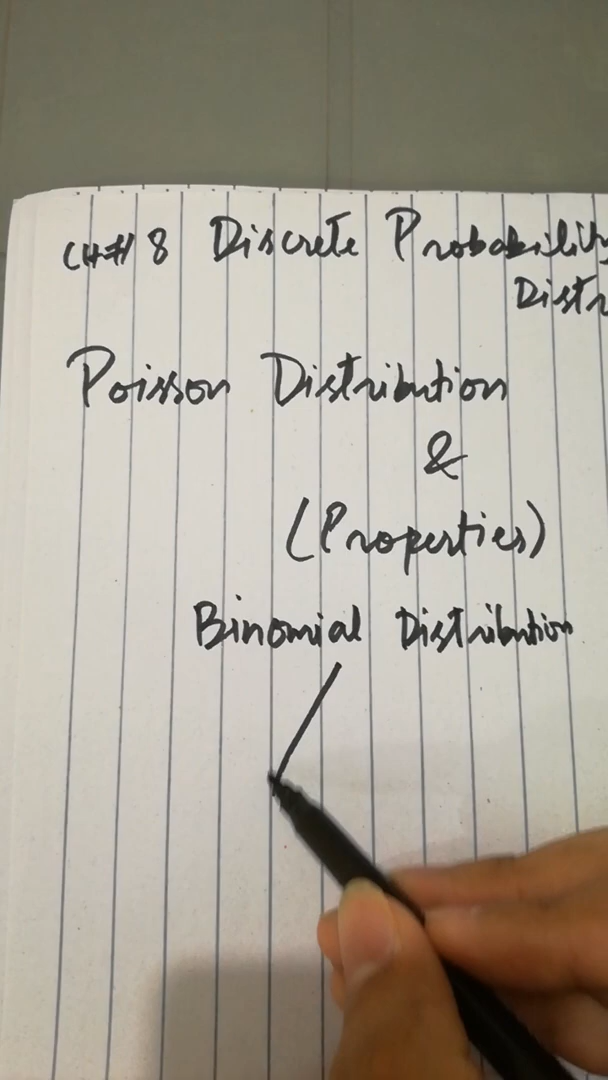 CH#8 Discrete Probability
Distr
Poisson Distribution
&
(Properties)
Binomial Distribution